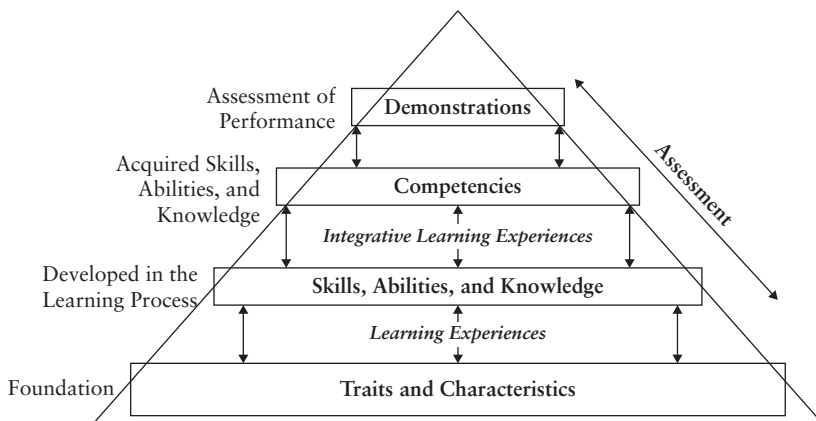 Assessment of
Performance
Demonstrations
Acquired Skills,
Abilities, and
Knowledge
Competencies
Assessment
Integrative Learning Experiences
Developed in the
Learning Process
Skills, Abilities, and Knowledge
Learning Experiences
Foundation
Traits and Characteristics